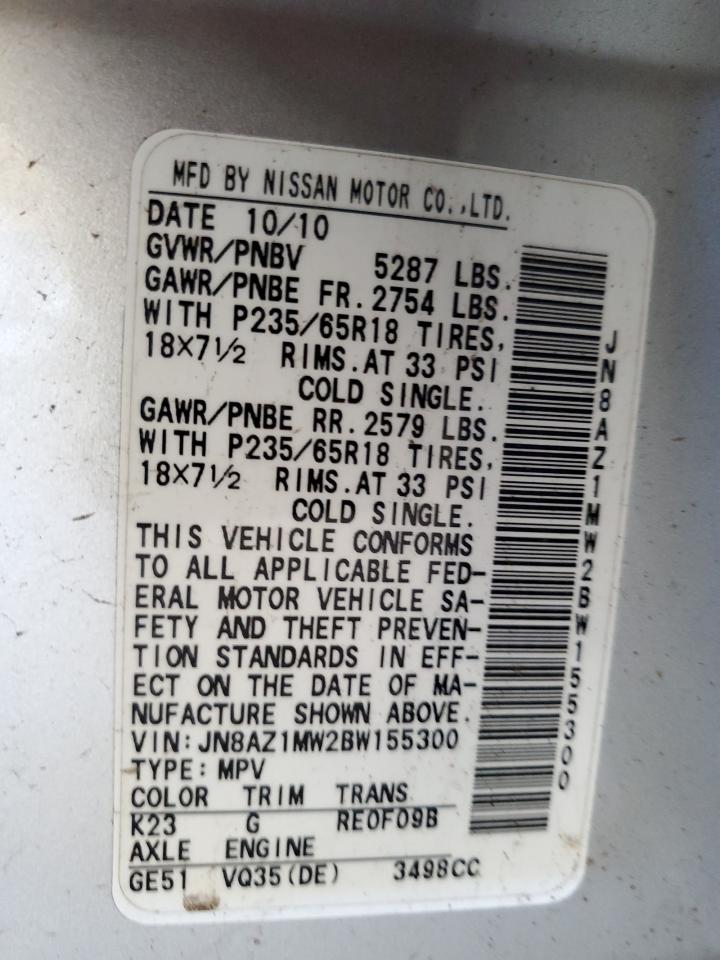 MFD BY NISSAN MOTOR CO.,LTD.
DATE 10/10
GVWR/PNBV 5287 LBS.
GAWR/PNBE FR. 2754 LBS.
WITH P235/65R18 TIRES,
18×7½ RIMS.AT 33 PSI
COLD SINGLE.
GAWR/PNBE RR. 2579 LBS.
WITH P235/65R18 TIRES,
18×7½ RIMS.AT 33 PSI
COLD SINGLE.
THIS VEHICLE CONFORMS
TO ALL APPLICABLE FED-
ERAL MOTOR VEHICLE SA-
FETY AND THEFT PREVEN-
TION STANDARDS IN EFF-
ECT ON THE DATE OF MA-
NUFACTURE SHOWN ABOVE.
VIN: JN8AZ1MW2BW155300
TYPE: MPV
COLOR TRIM TRANS
K23 G RE0F09B
AXLE ENGINE
GE51 VQ35(DE) 3498CC
JN8AZ1MW2BW155300